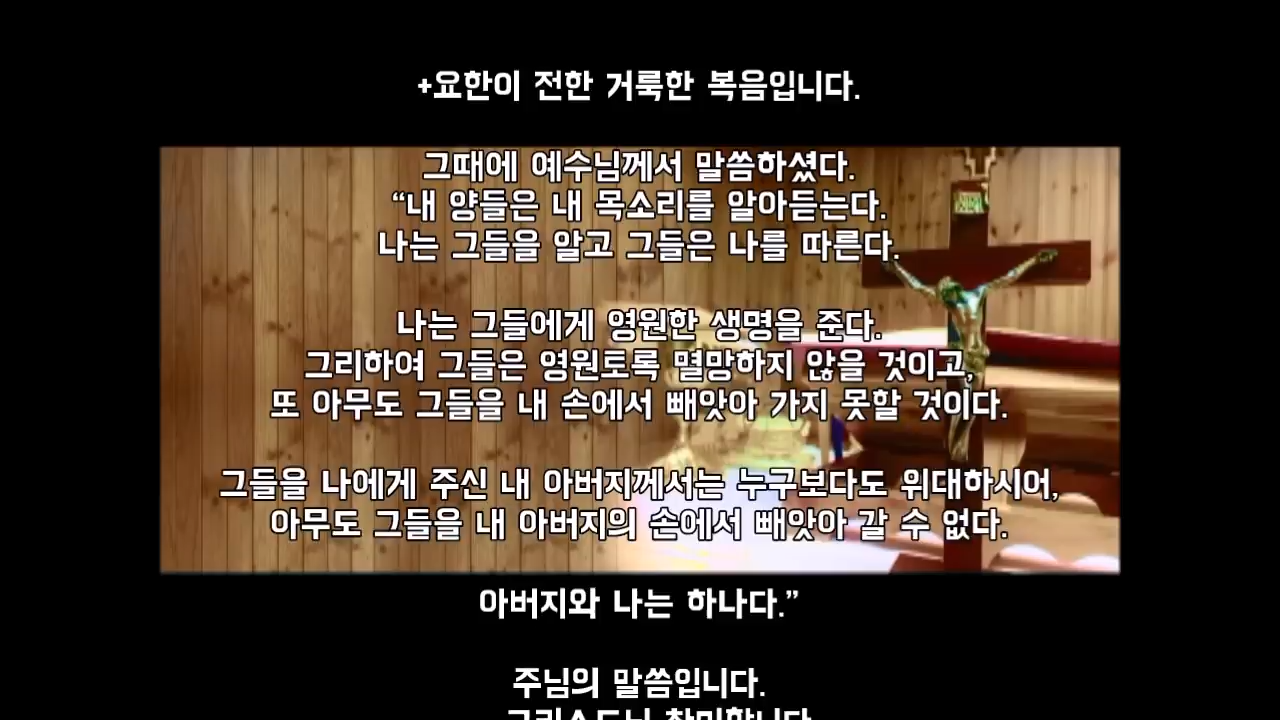 +요한이 전한 거룩한 복음입니다.
그때에 예수님께서 말씀하셨다.
“내 양들은 내 목소리를 알아듣는다.
나는 그들을 알고 그들은 나를 따른다.
나는 그들에게 영원한 생명을 준다.
그리하여 그들은 영원토록 멸망하지 않을 것이고,
또 아무도 그들을 내 손에서 빼앗아 가지 못할 것이다.
그들을 나에게 주신 내 아버지께서는 누구보다도 위대하시어,
아무도 그들을 내 아버지의 손에서 빼앗아 갈 수 없다.
아버지와 나는 하나다.”
주님의 말씀입니다.